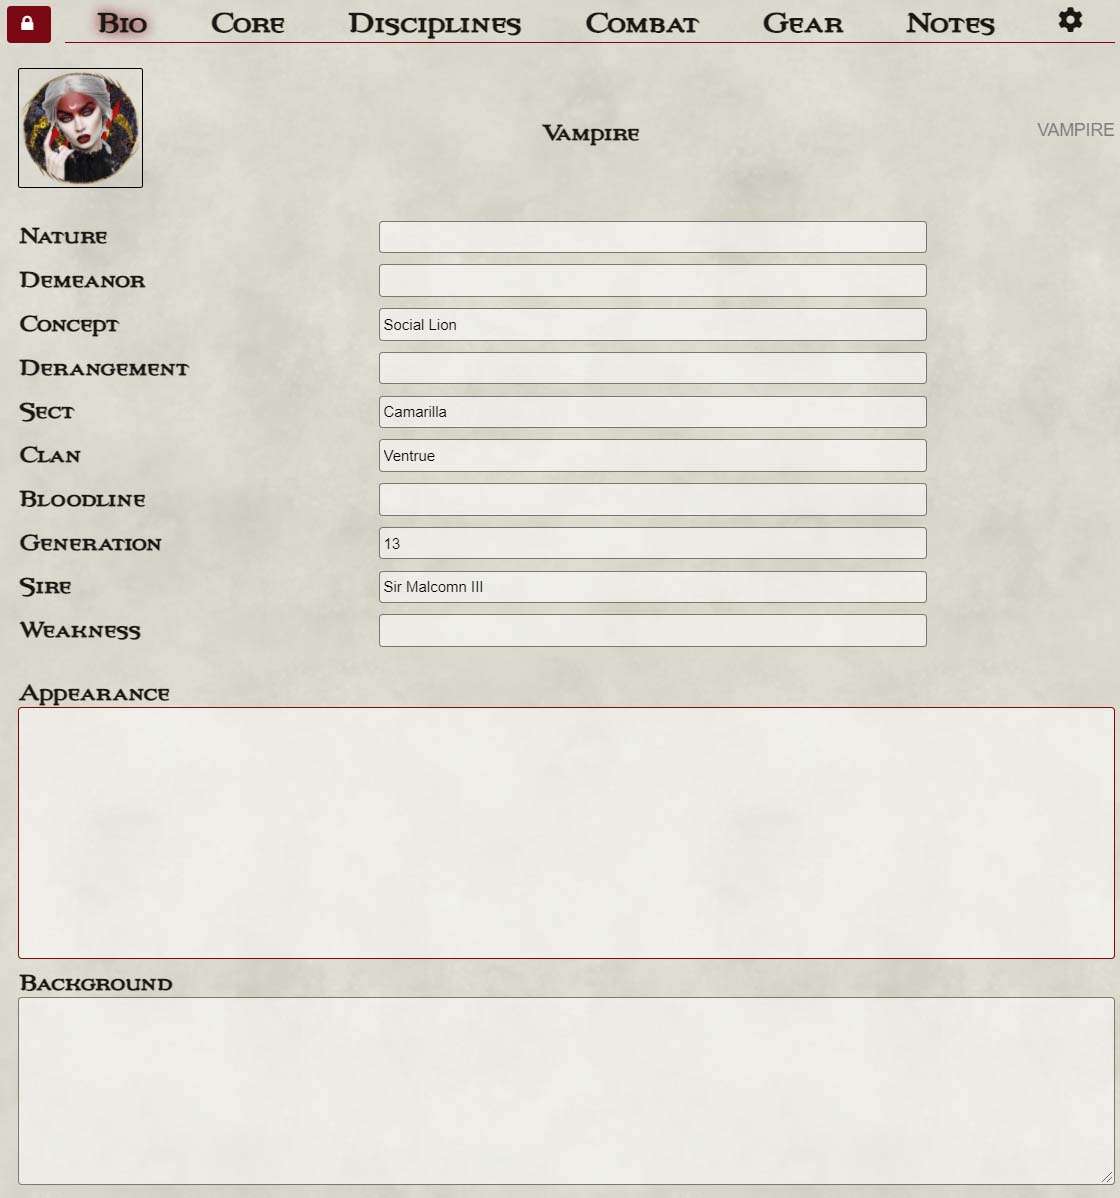 Bio Core Disciplines Combat Gear Notes
Vampire VAMPIRE
Nature
Demeanor
Concept Social Lion
Derangement
Sect Camarilla
Clan Ventrue
Bloodline
Generation 13
Sire Sir Malcomn III
Weakness
Appearance
Background